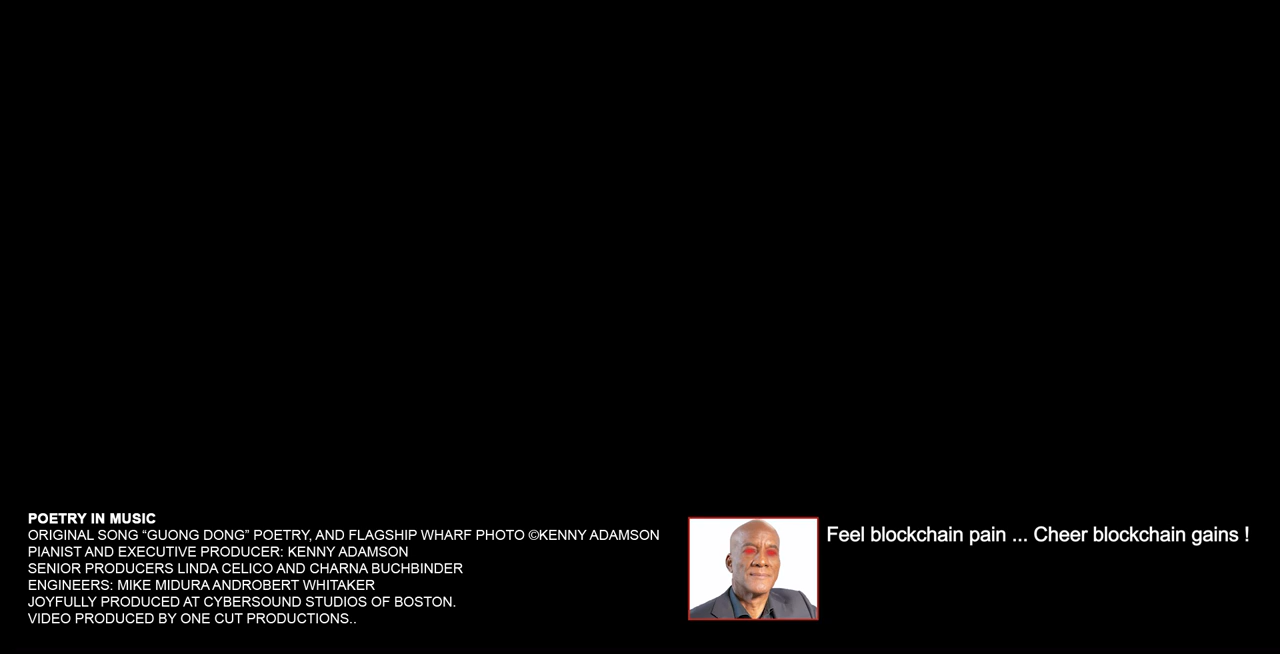 POETRY IN MUSIC
ORIGINAL SONG “GUONG DONG” POETRY, AND FLAGSHIP WHARF PHOTO ©KENNY ADAMSON
PIANIST AND EXECUTIVE PRODUCER: KENNY ADAMSON
SENIOR PRODUCERS LINDA CELICO AND CHARNA BUCHBINDER
ENGINEERS: MIKE MIDURA ANDROBERT WHITAKER
JOYFULLY PRODUCED AT CYBERSOUND STUDIOS OF BOSTON.
VIDEO PRODUCED BY ONE CUT PRODUCTIONS..
Feel blockchain pain ... Cheer blockchain gains !